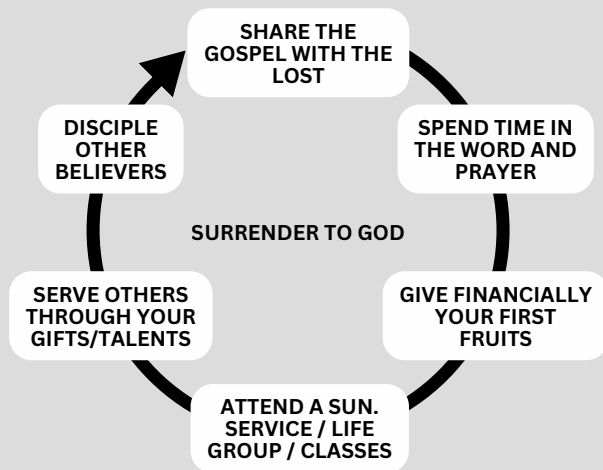 SHARE THE
GOSPEL WITH THE
LOST
SPEND TIME IN
THE WORD AND
PRAYER
GIVE FINANCIALLY
YOUR FIRST
FRUITS
ATTEND A SUN.
SERVICE / LIFE
GROUP / CLASSES
SERVE OTHERS
THROUGH YOUR
GIFTS/TALENTS
DISCIPLE
OTHER
BELIEVERS
SURRENDER TO GOD